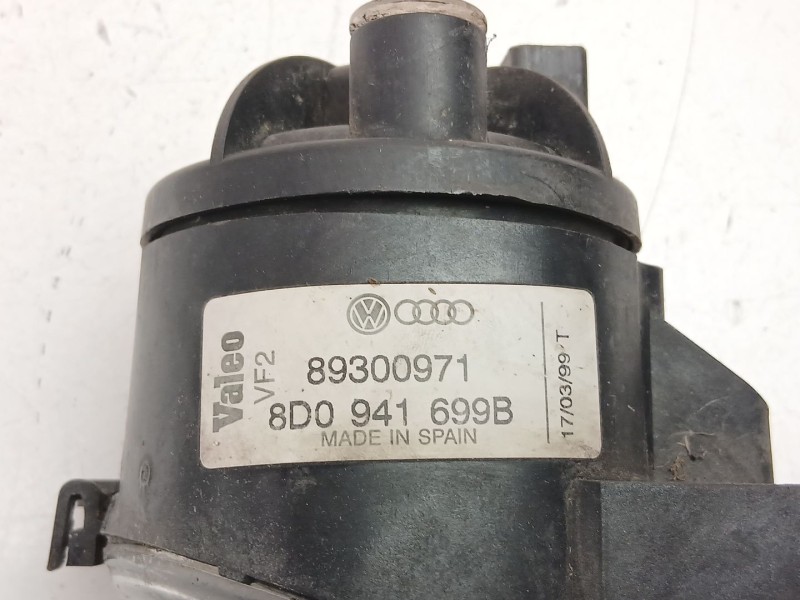 Valeo
VF2
89300971
8D0 941 699B
MADE IN SPAIN
17/03/99 T